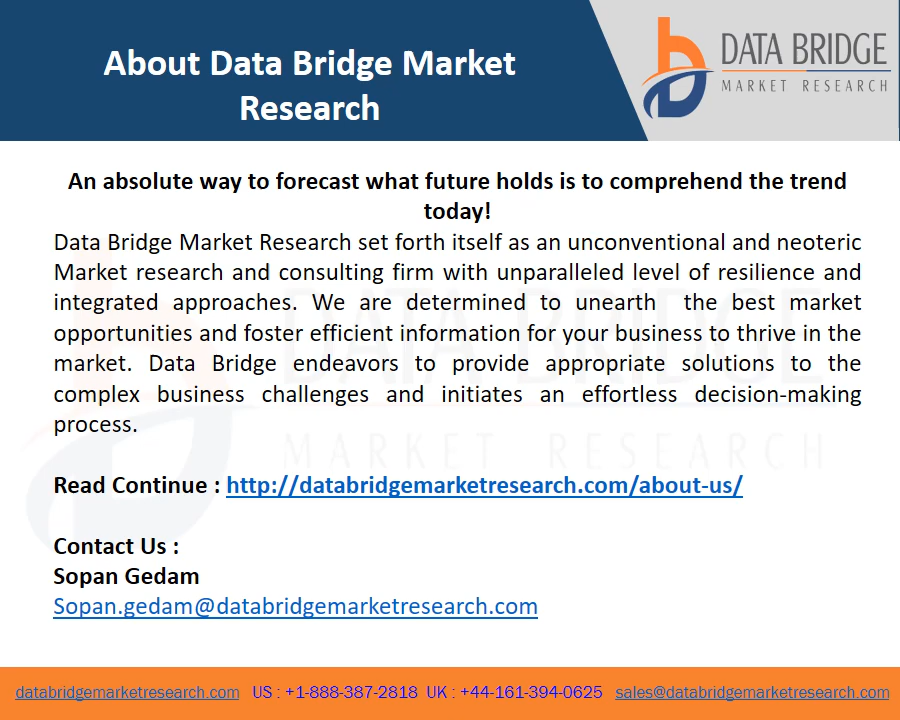 About Data Bridge Market
Research
DATA BRIDGE
MARKET RESEARCH
An absolute way to forecast what future holds is to comprehend the trend
today!
Data Bridge Market Research set forth itself as an unconventional and neoteric
Market research and consulting firm with unparalleled level of resilience and
integrated approaches. We are determined to unearth the best market
opportunities and foster efficient information for your business to thrive in the
market. Data Bridge endeavors to provide appropriate solutions to the
complex business challenges and initiates an effortless decision-making
process.
DATA BRIDGE
MARKET RESEARCH
Read Continue : http://databridgemarketresearch.com/about-us/
Contact Us :
Sopan Gedam
Sopan.gedam@databridgemarketresearch.com
databridgemarketresearch.com US : +1-888-387-2818 UK : +44-161-394-0625 sales@databridgemarketresearch.com